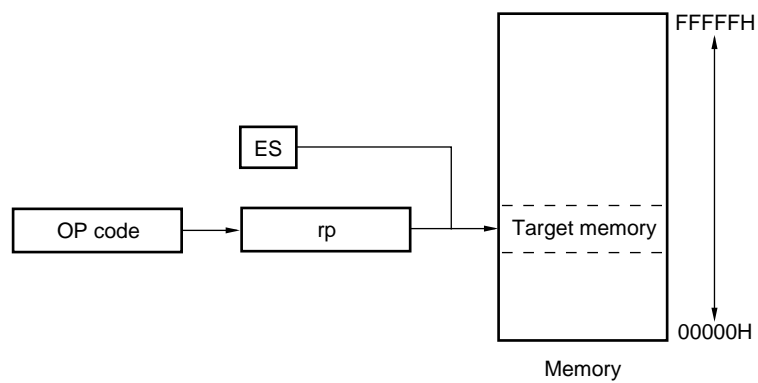 FFFFFH
ES
OP code
rp
Target memory
00000H
Memory